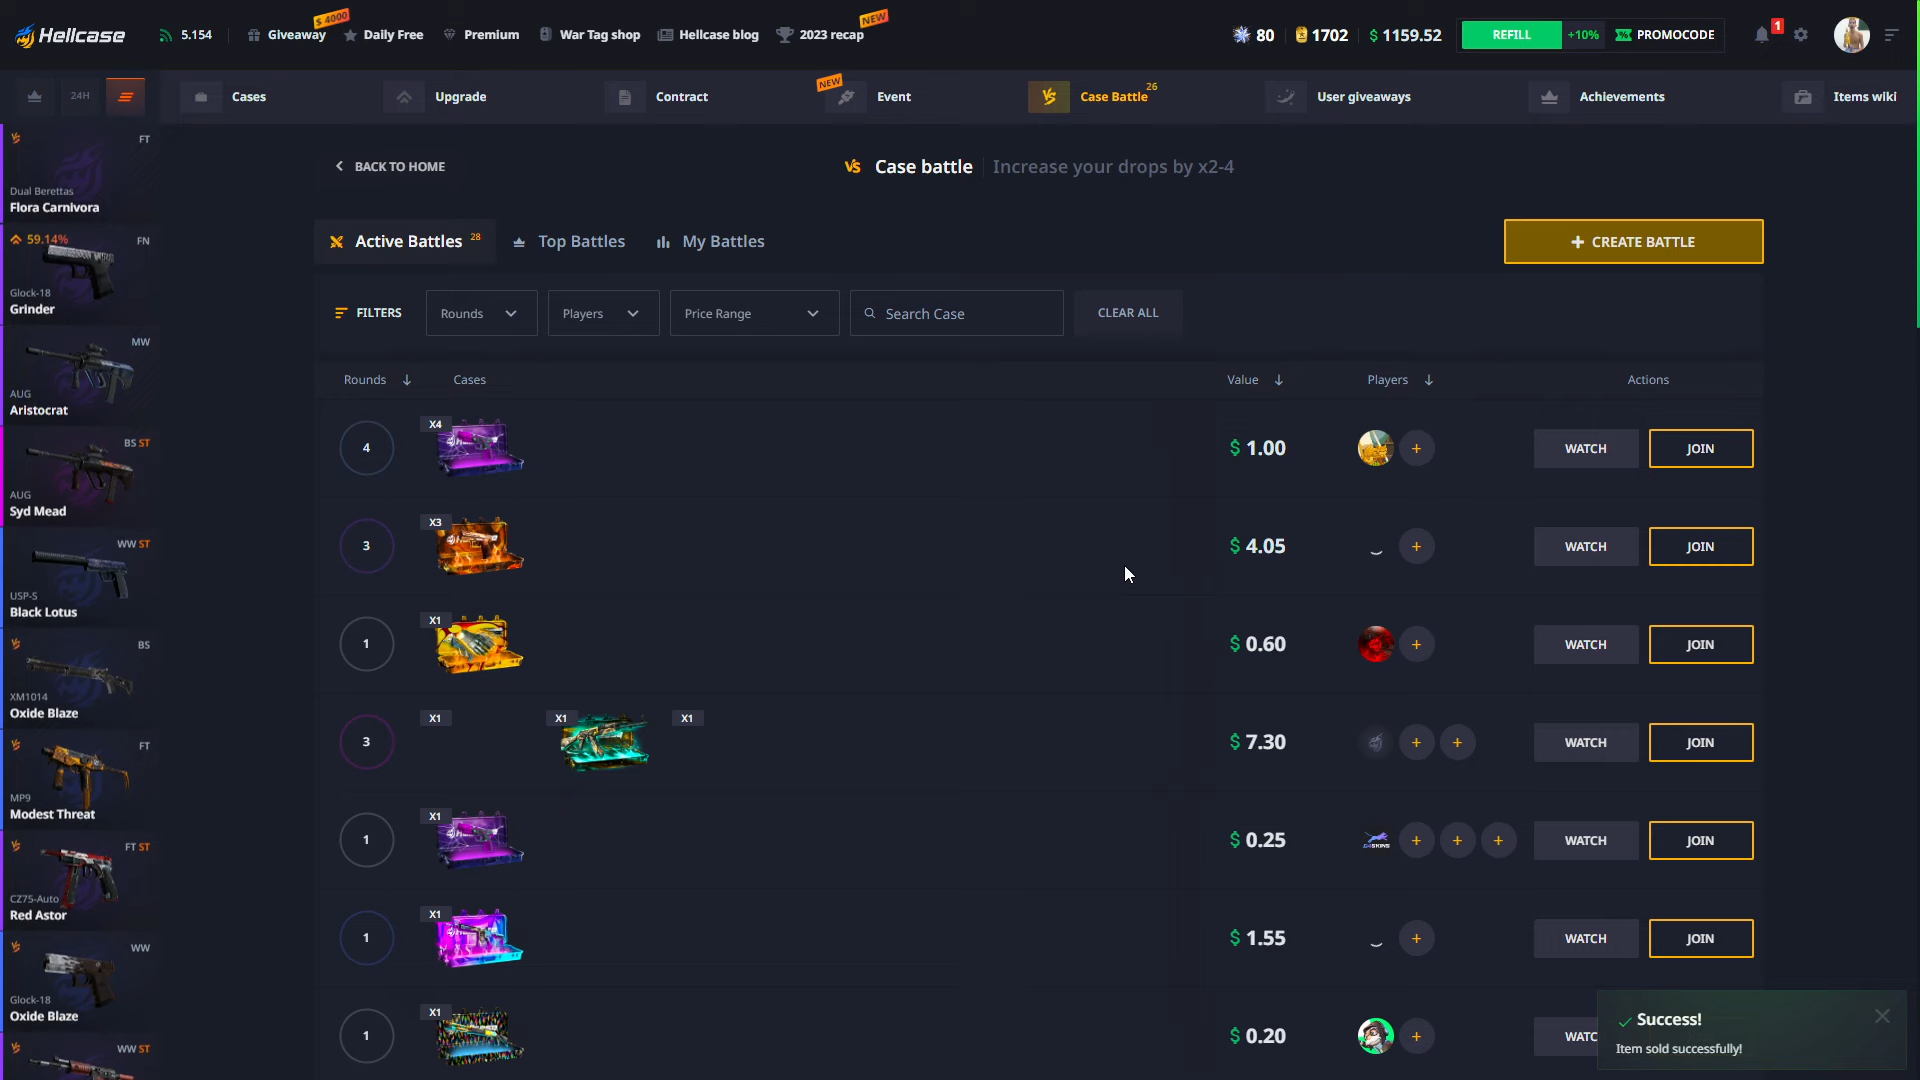 Hellcase
5.154
Giveaway
$ 4000
Daily Free
Premium
War Tag shop
Hellcase blog
2023 recap
NEW
80
1702
$ 1159.52
REFILL
+10%
PROMOCODE
1
24H
Cases
Upgrade
Contract
NEW
Event
Case Battle
26
User giveaways
Achievements
Items wiki
BACK TO HOME
VS Case battle
Increase your drops by x2-4
Active Battles 28
Top Battles
My Battles
+ CREATE BATTLE
FILTERS
Rounds
Players
Price Range
Search Case
CLEAR ALL
Rounds
Cases
Value
Players
Actions
4
X4
$ 1.00
+
WATCH
JOIN
3
X3
$ 4.05
+
WATCH
JOIN
1
X1
$ 0.60
+
WATCH
JOIN
3
X1
X1
X1
$ 7.30
+
+
WATCH
JOIN
1
X1
$ 0.25
+
+
+
WATCH
JOIN
1
X1
$ 1.55
+
WATCH
JOIN
1
X1
$ 0.20
+
WATC
Success!
Item sold successfully!
FT
Dual Berettas
Flora Carnivora
59.14%
FN
Glock-18
Grinder
MW
AUG
Aristocrat
BS ST
AUG
Syd Mead
WW ST
USP-S
Black Lotus
BS
XM1014
Oxide Blaze
FT
MP9
Modest Threat
FT ST
CZ75-Auto
Red Astor
WW
Glock-18
Oxide Blaze
WW ST